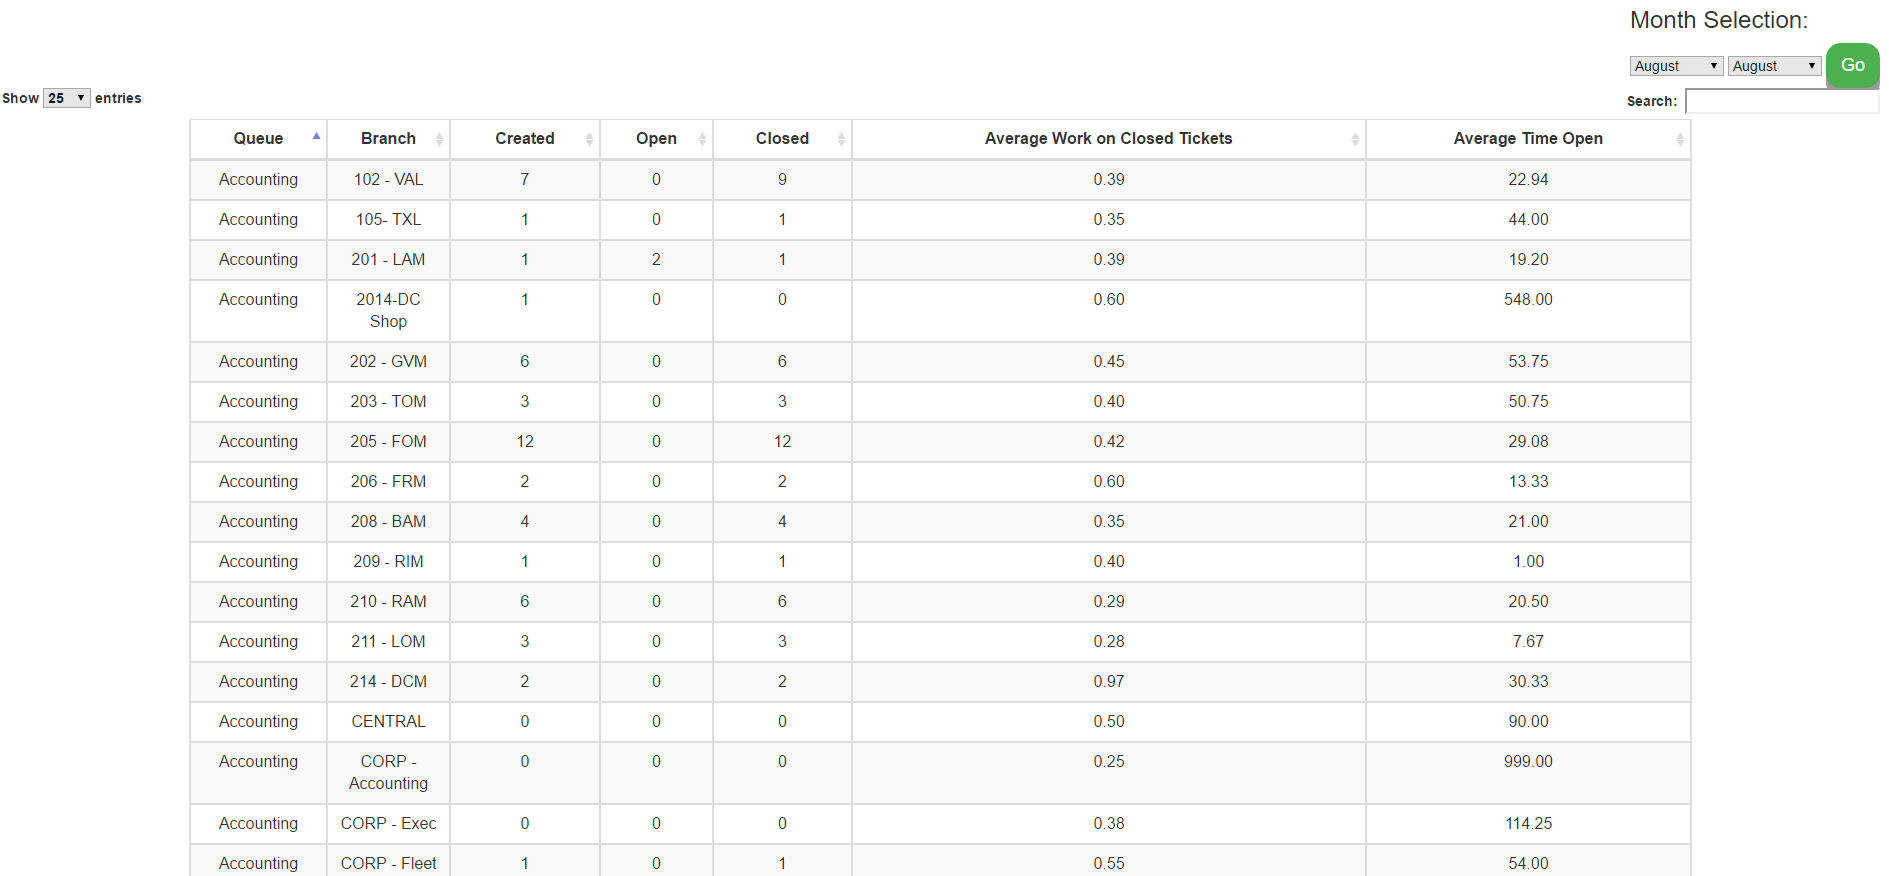 Month Selection:
August August Go
Show 25 entries Search:
Queue Branch Created Open Closed Average Work on Closed Tickets Average Time Open
Accounting 102 - VAL 7 0 9 0.39 22.94
Accounting 105- TXL 1 0 1 0.35 44.00
Accounting 201 - LAM 1 2 1 0.39 19.20
Accounting 2014-DC 1 0 0 0.60 548.00
Shop
Accounting 202 - GVM 6 0 6 0.45 53.75
Accounting 203 - TOM 3 0 3 0.40 50.75
Accounting 205 - FOM 12 0 12 0.42 29.08
Accounting 206 - FRM 2 0 2 0.60 13.33
Accounting 208 - BAM 4 0 4 0.35 21.00
Accounting 209 - RIM 1 0 1 0.40 1.00
Accounting 210 - RAM 6 0 6 0.29 20.50
Accounting 211 - LOM 3 0 3 0.28 7.67
Accounting 214 - DCM 2 0 2 0.97 30.33
Accounting CENTRAL 0 0 0 0.50 90.00
Accounting CORP - 0 0 0 0.25 999.00
Accounting
Accounting CORP - Exec 0 0 0 0.38 114.25
Accounting CORP - Fleet 1 0 1 0.55 54.00